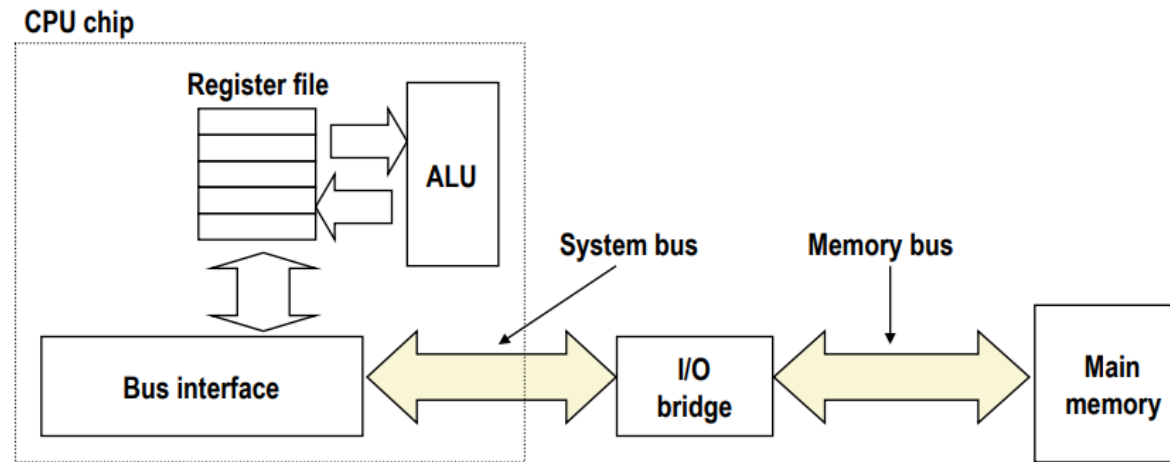 CPU chip
Register file
ALU
System bus
Memory bus
Bus interface
I/O
bridge
Main
memory